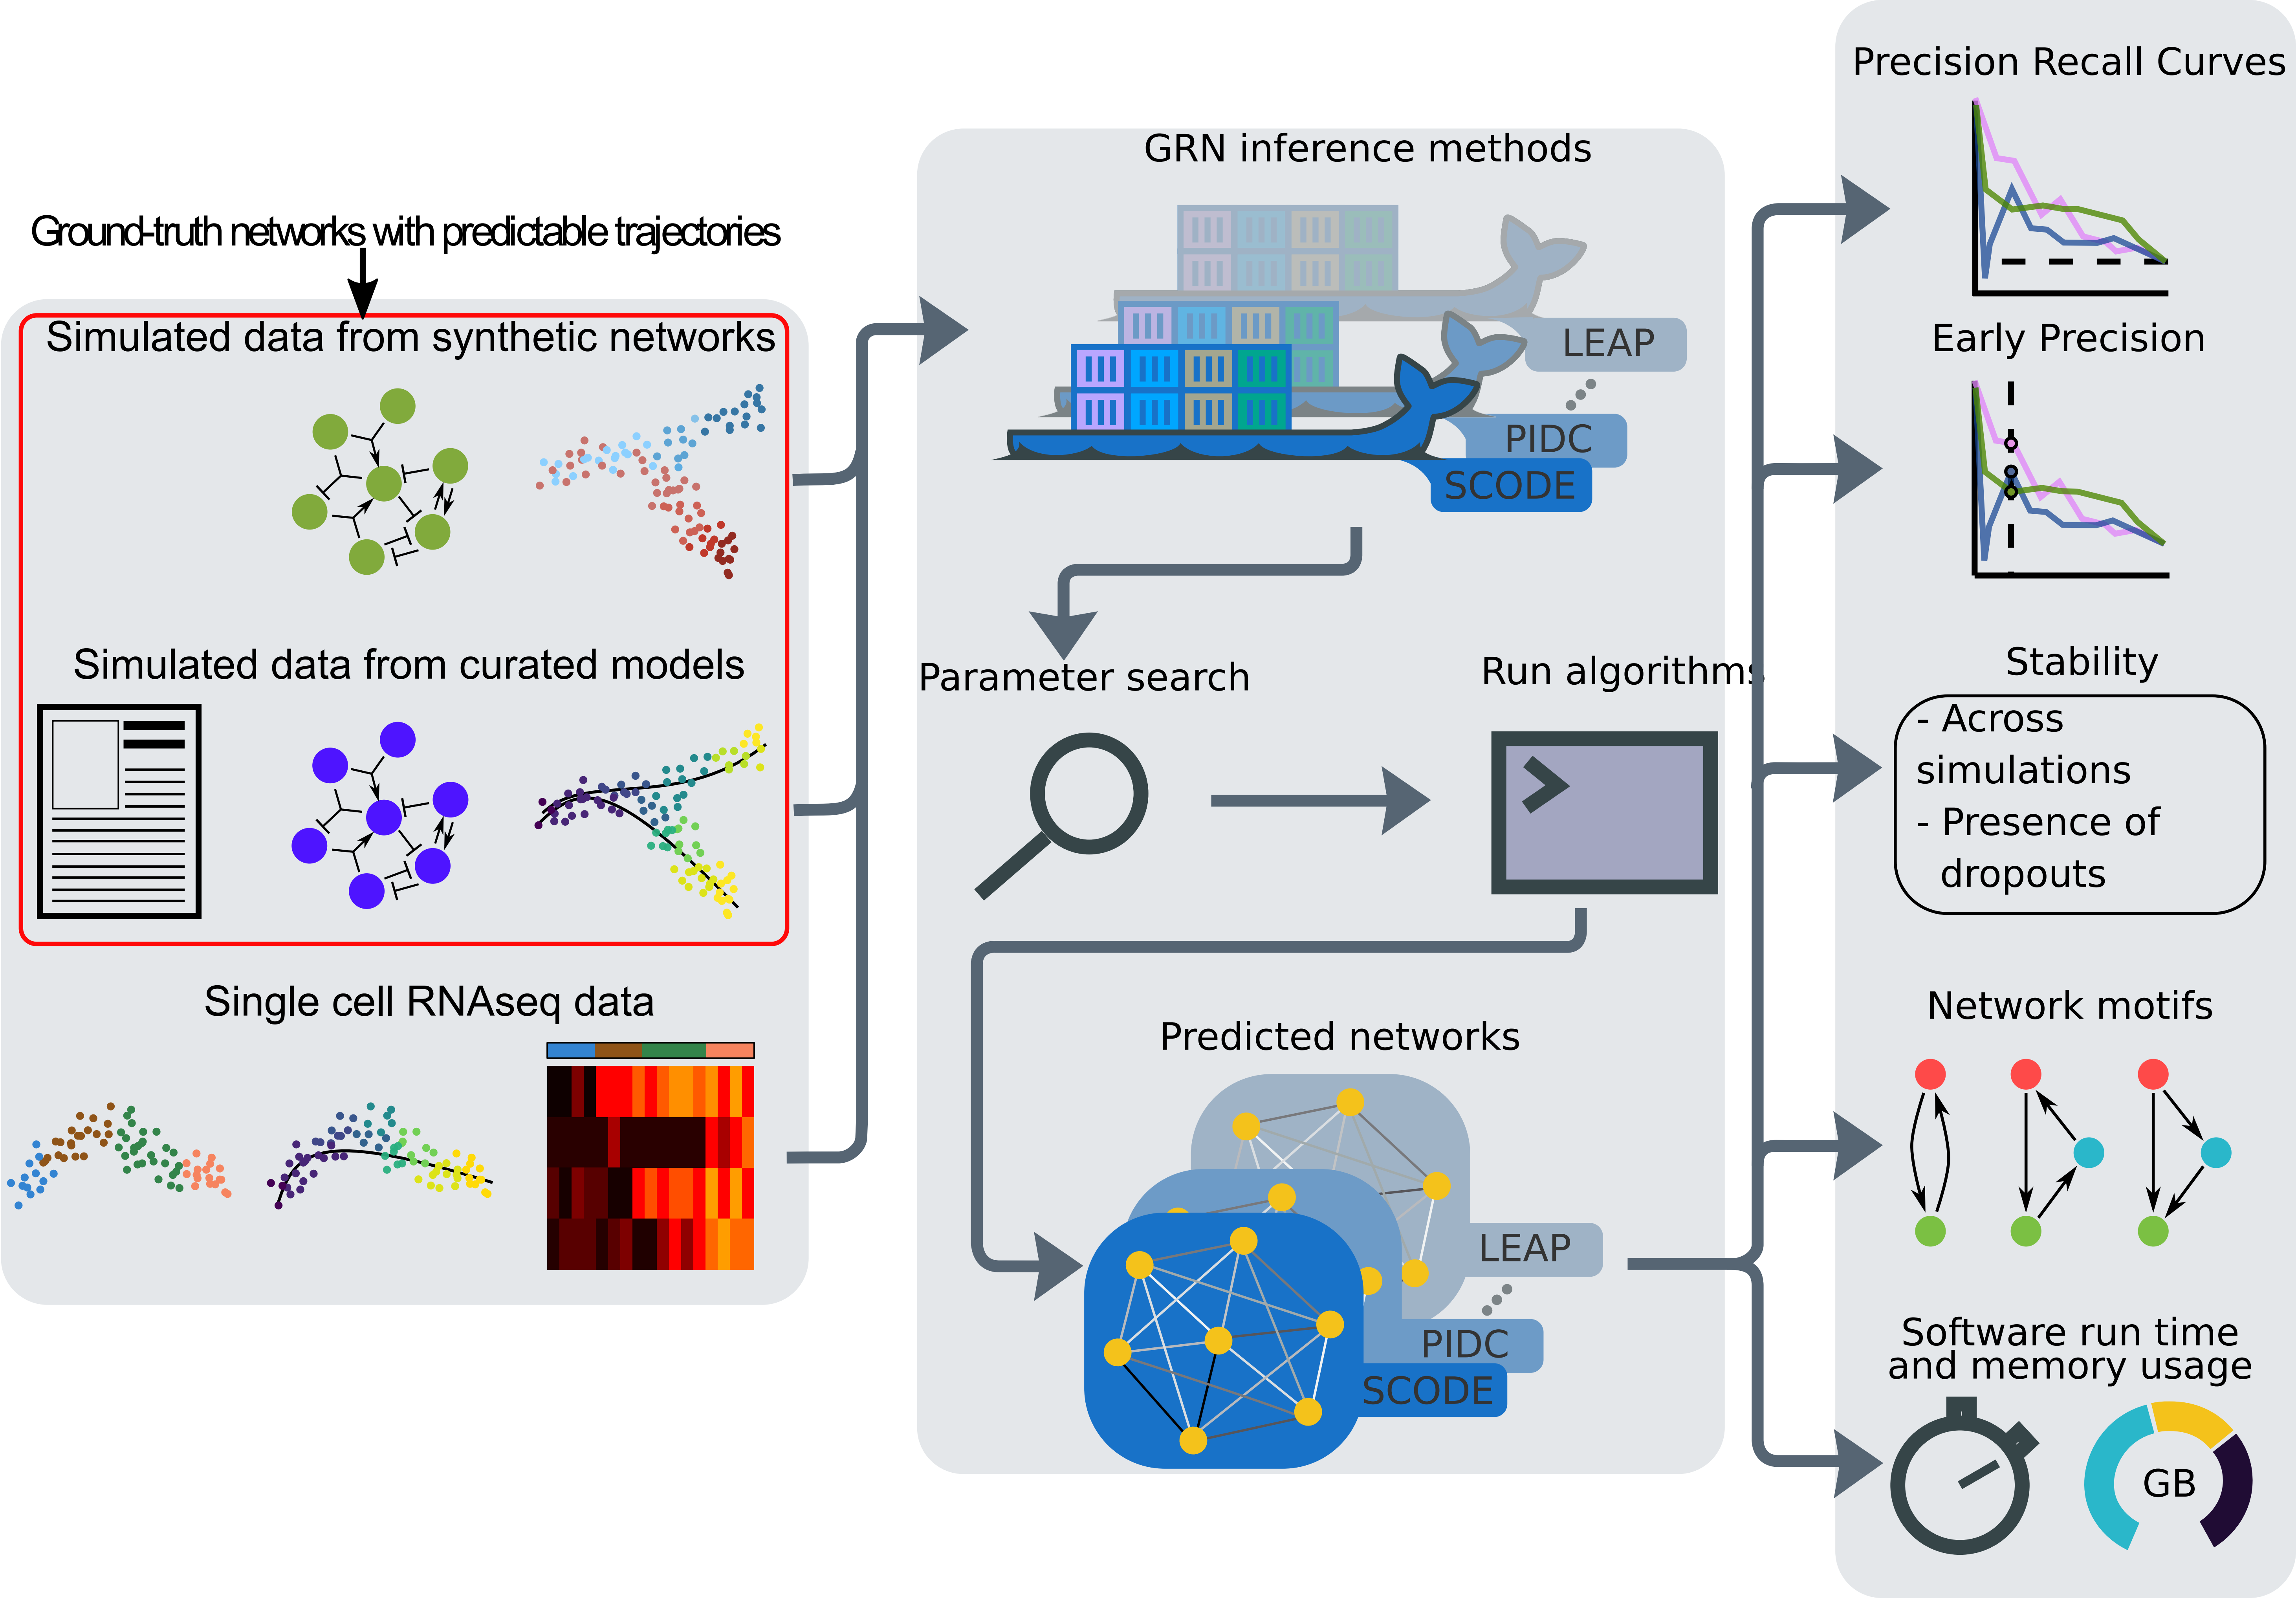 Ground-truth networks with predictable trajectories
Simulated data from synthetic networks
Simulated data from curated models
Single cell RNAseq data
GRN inference methods
LEAP
PIDC
SCODE
Parameter search
Run algorithms
Predicted networks
LEAP
PIDC
SCODE
Precision Recall Curves
Early Precision
Stability
- Across
simulations
- Presence of
dropouts
Network motifs
Software run time
and memory usage
GB